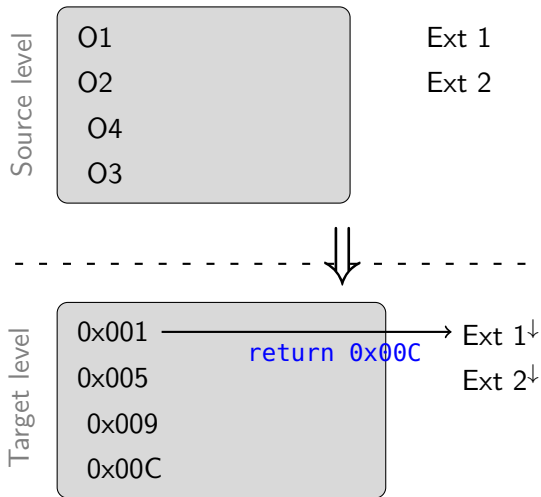 Source level
O1
Ext 1
O2
Ext 2
O4
O3
Target level
0x001
return 0x00C
Ext 1↓
0x005
Ext 2↓
0x009
0x00C